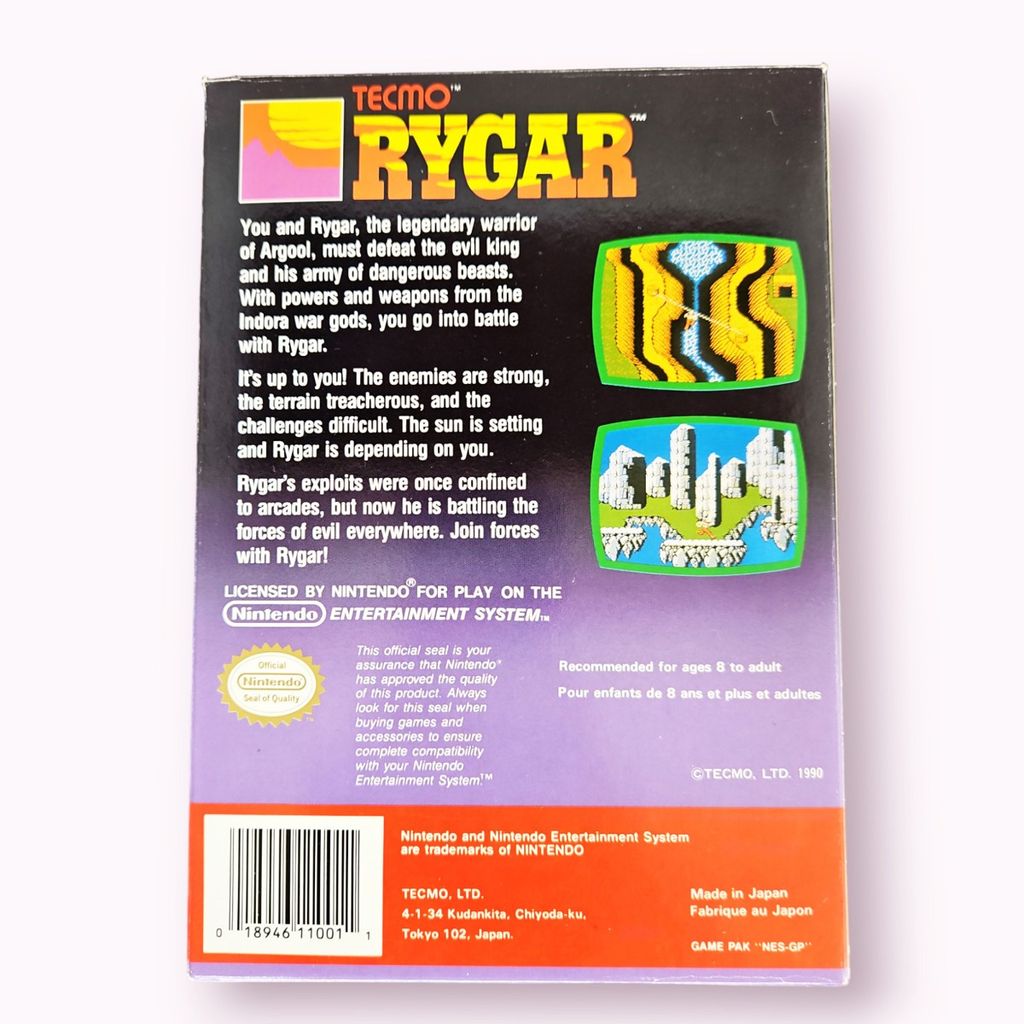 TECMO™
RYGAR™
You and Rygar, the legendary warrior
of Argool, must defeat the evil king
and his army of dangerous beasts.
With powers and weapons from the
Indora war gods, you go into battle
with Rygar.
It's up to you! The enemies are strong,
the terrain treacherous, and the
challenges difficult. The sun is setting
and Rygar is depending on you.
Rygar's exploits were once confined
to arcades, but now he is battling the
forces of evil everywhere. Join forces
with Rygar!
LICENSED BY NINTENDO® FOR PLAY ON THE
Nintendo ENTERTAINMENT SYSTEM™
Official
Nintendo
Seal of Quality
™
This official seal is your
assurance that Nintendo®
has approved the quality
of this product. Always
look for this seal when
buying games and
accessories to ensure
complete compatibility
with your Nintendo
Entertainment System.™
Recommended for ages 8 to adult
Pour enfants de 8 ans et plus et adultes
©TECMO, LTD. 1990
0 18946 11001 1
Nintendo and Nintendo Entertainment System
are trademarks of NINTENDO
TECMO, LTD.
4-1-34 Kudankita, Chiyoda-ku,
Tokyo 102, Japan.
Made in Japan
Fabrique au Japon
GAME PAK "NES-GP"